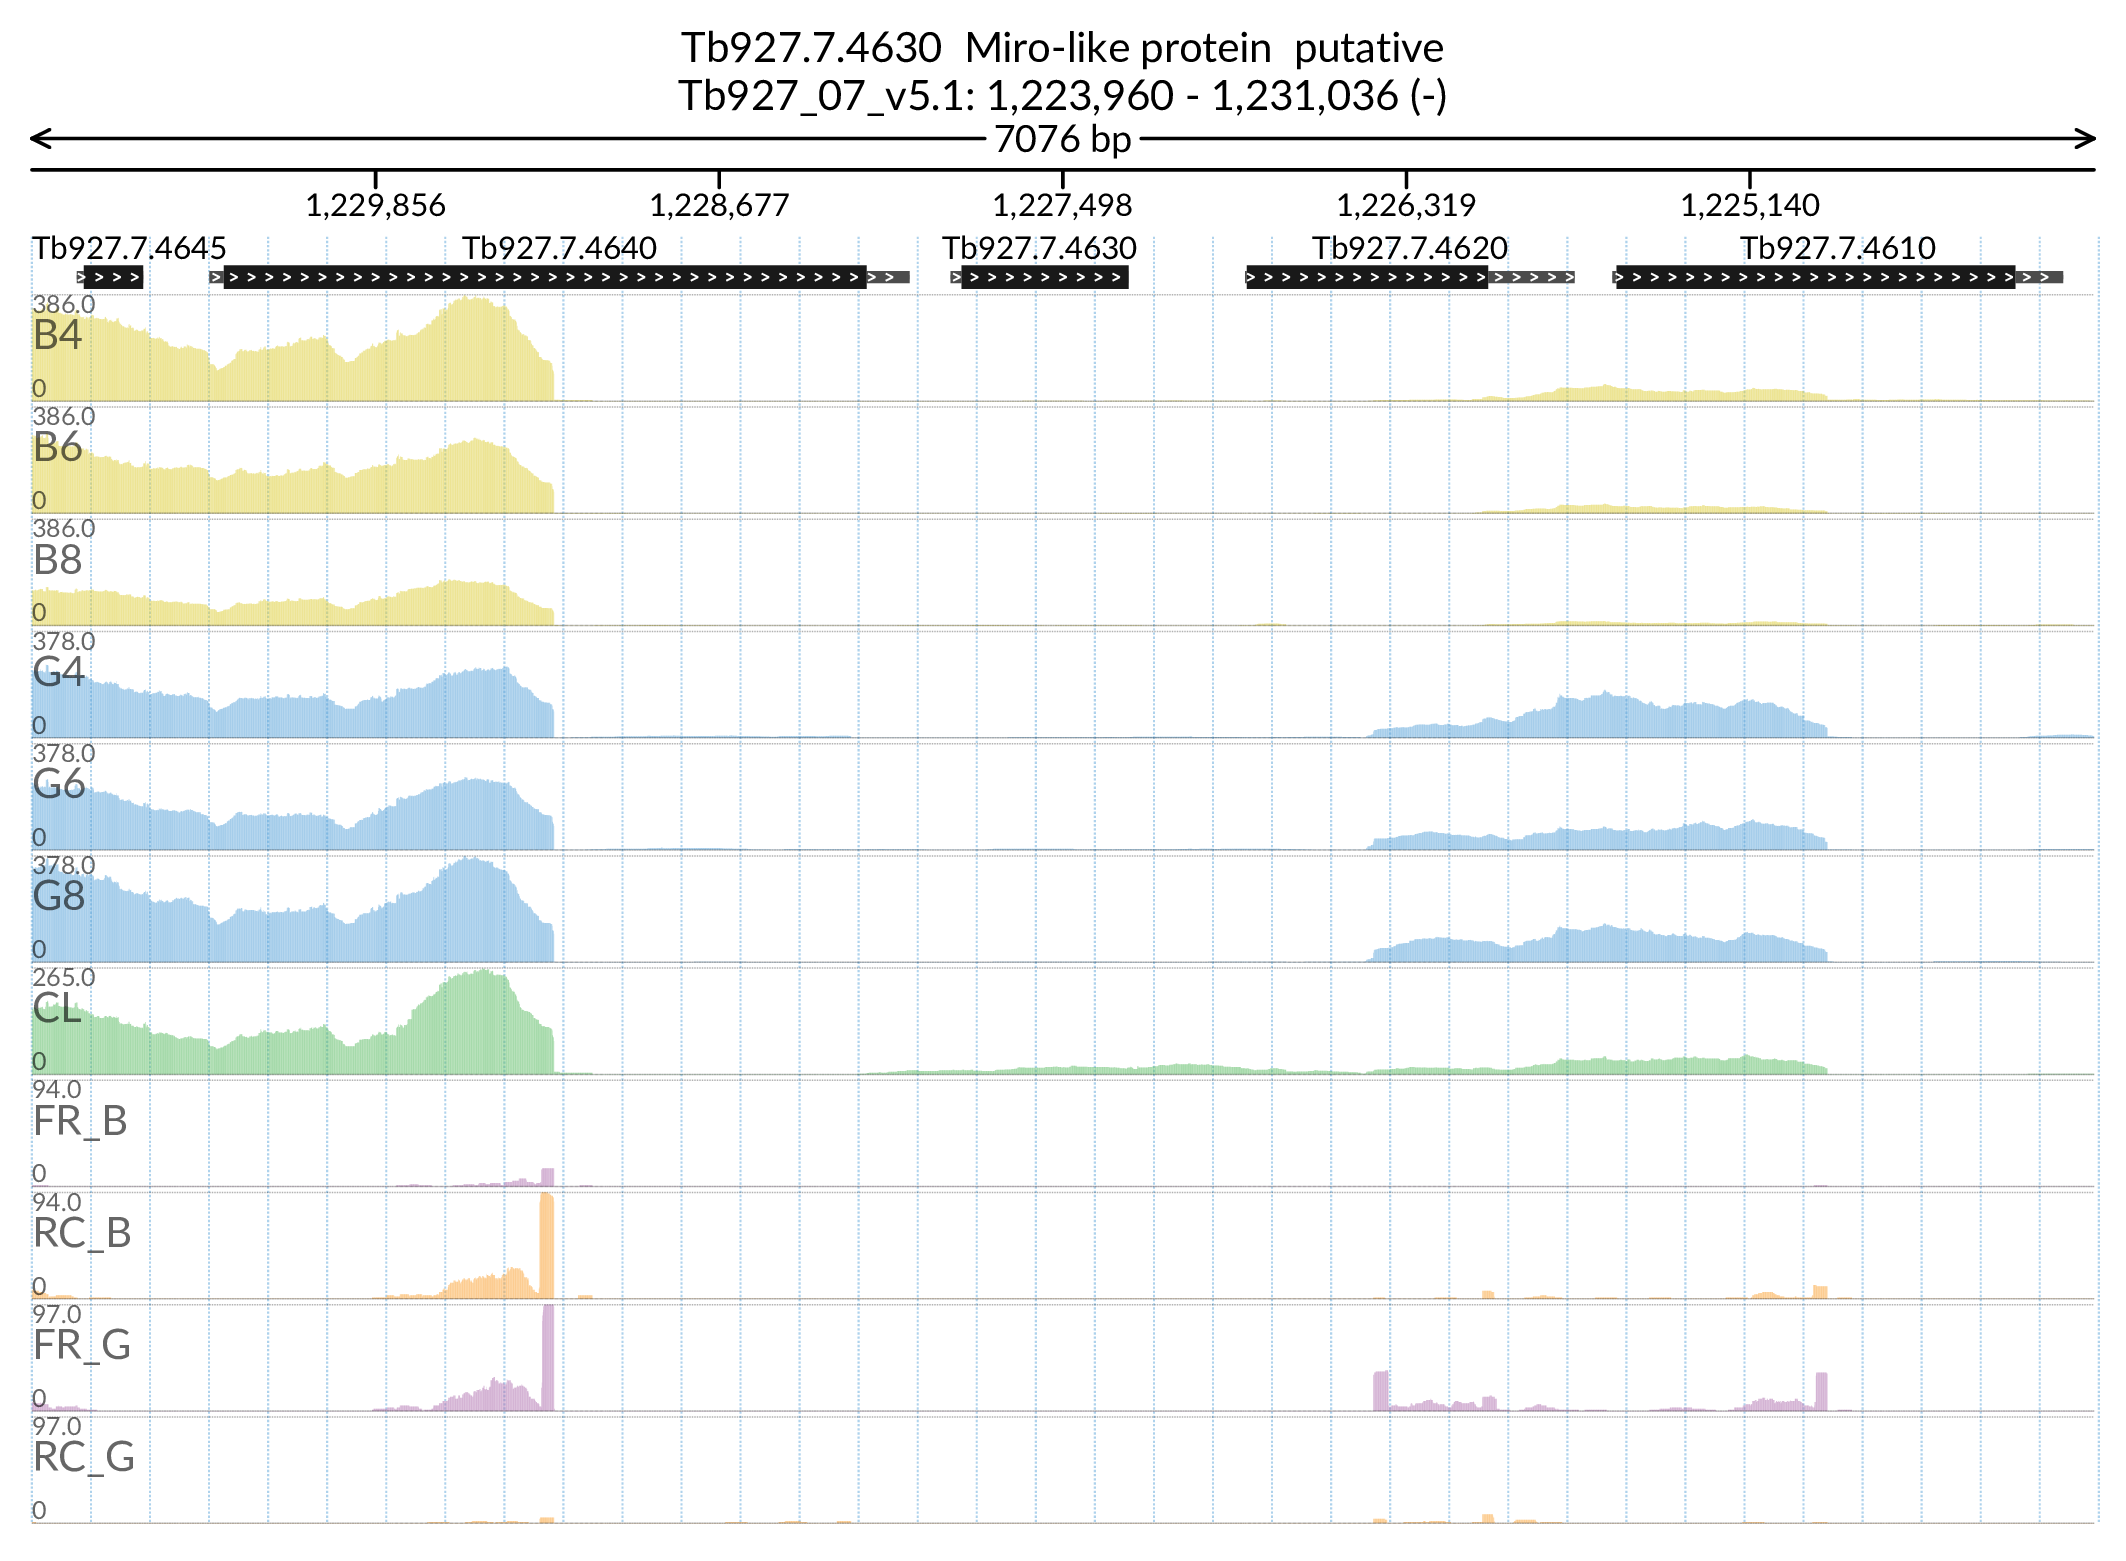 Tb927.7.4630 Miro-like protein putative
Tb927_07_v5.1: 1,223,960 - 1,231,036 (-)
7076 bp
1,229,856 1,228,677 1,227,498 1,226,319 1,225,140
Tb927.7.4645 Tb927.7.4640 Tb927.7.4630 Tb927.7.4620 Tb927.7.4610
386.0
B4
0
386.0
B6
0
386.0
B8
0
378.0
G4
0
378.0
G6
0
378.0
G8
0
265.0
CL
0
94.0
FR_B
0
94.0
RC_B
0
97.0
FR_G
0
97.0
RC_G
0